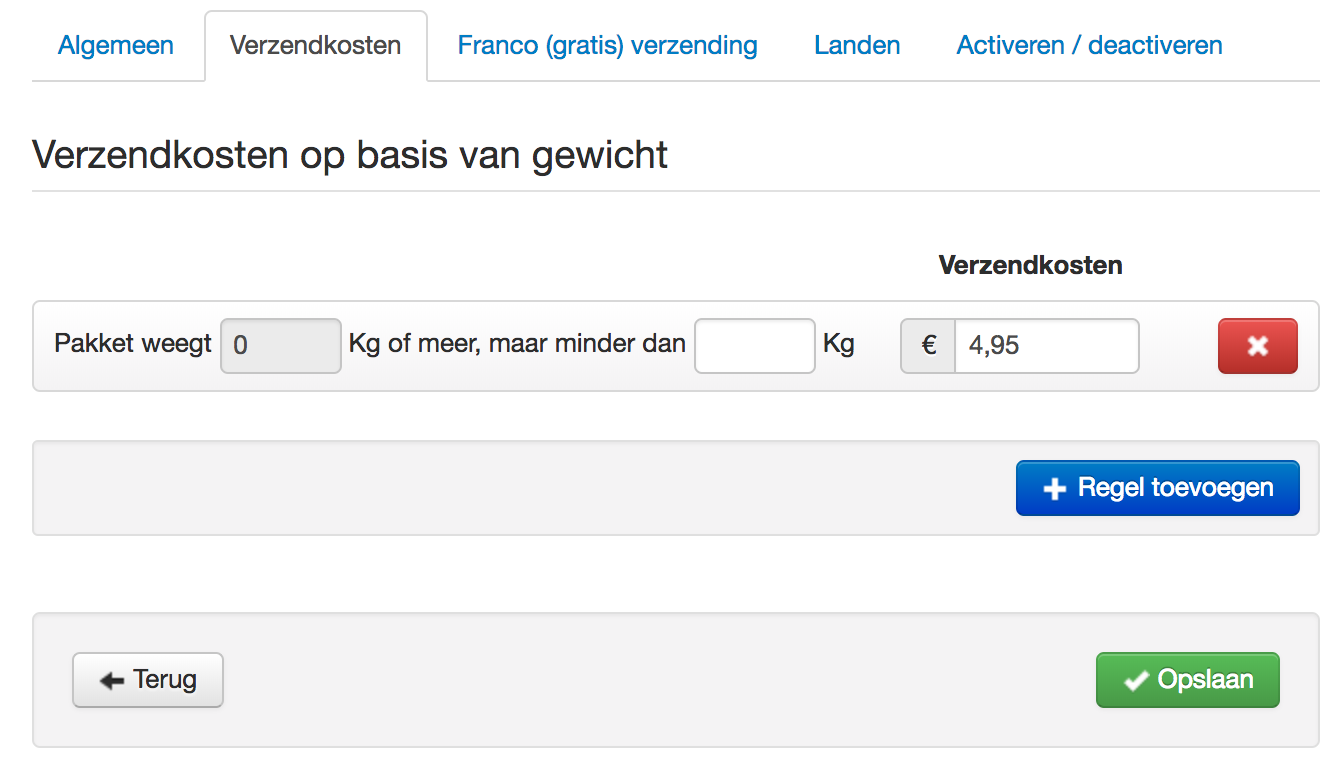 Algemeen Verzendkosten Franco (gratis) verzending Landen Activeren / deactiveren
Verzendkosten op basis van gewicht
Verzendkosten
Pakket weegt 0 Kg of meer, maar minder dan Kg € 4,95
Regel toevoegen
Terug Opslaan